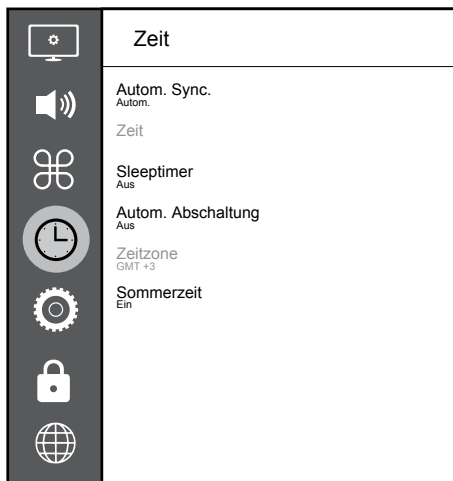 Zeit
Autom. Sync.
Autom.
Zeit
Sleeptimer
Aus
Autom. Abschaltung
Aus
Zeitzone
GMT +3
Sommerzeit
Ein